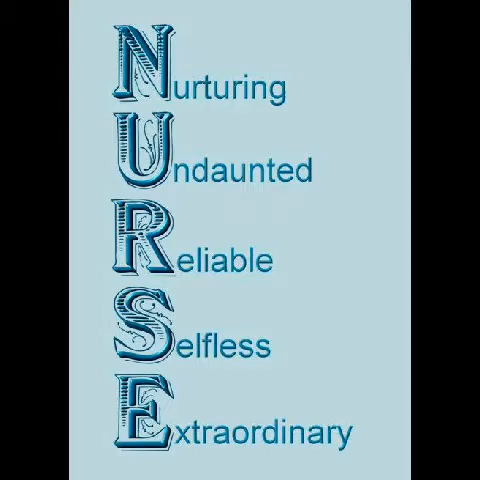 Nurturing
Undaunted
Reliable
Selfless
Extraordinary